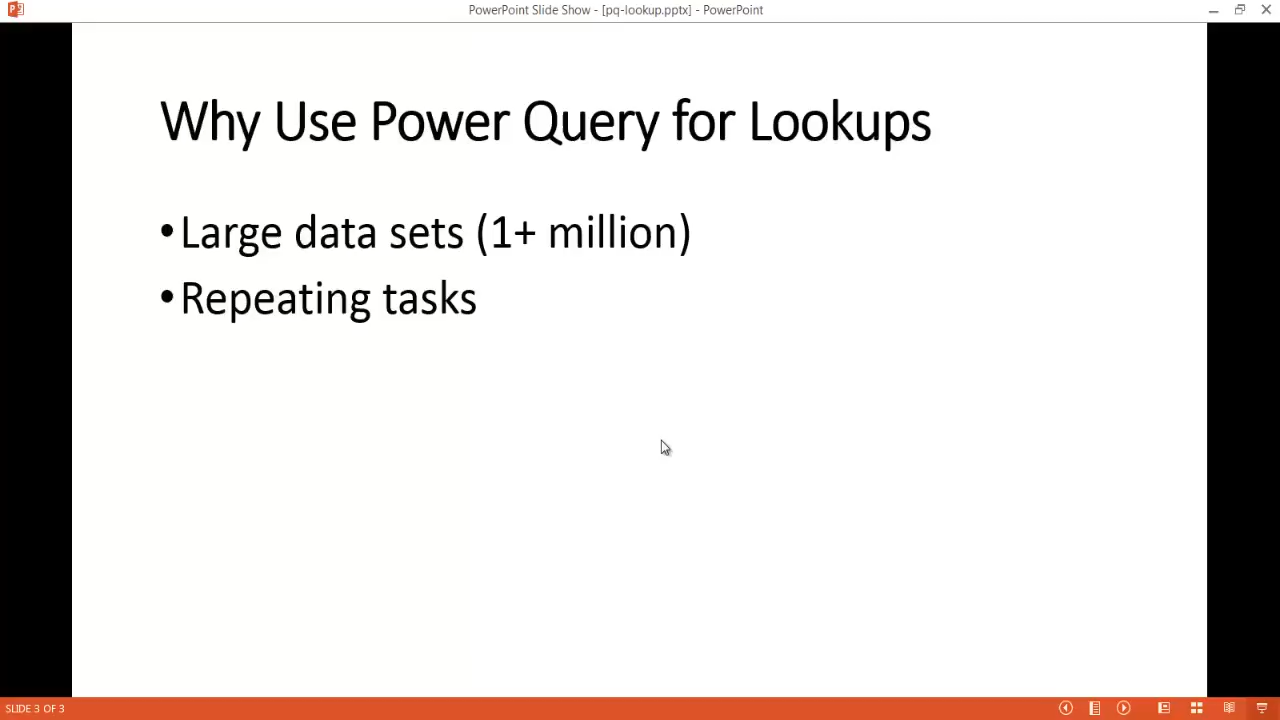 PowerPoint Slide Show - [pq-lookup.pptx] - PowerPoint
Why Use Power Query for Lookups
•Large data sets (1+ million)
•Repeating tasks
SLIDE 3 OF 3